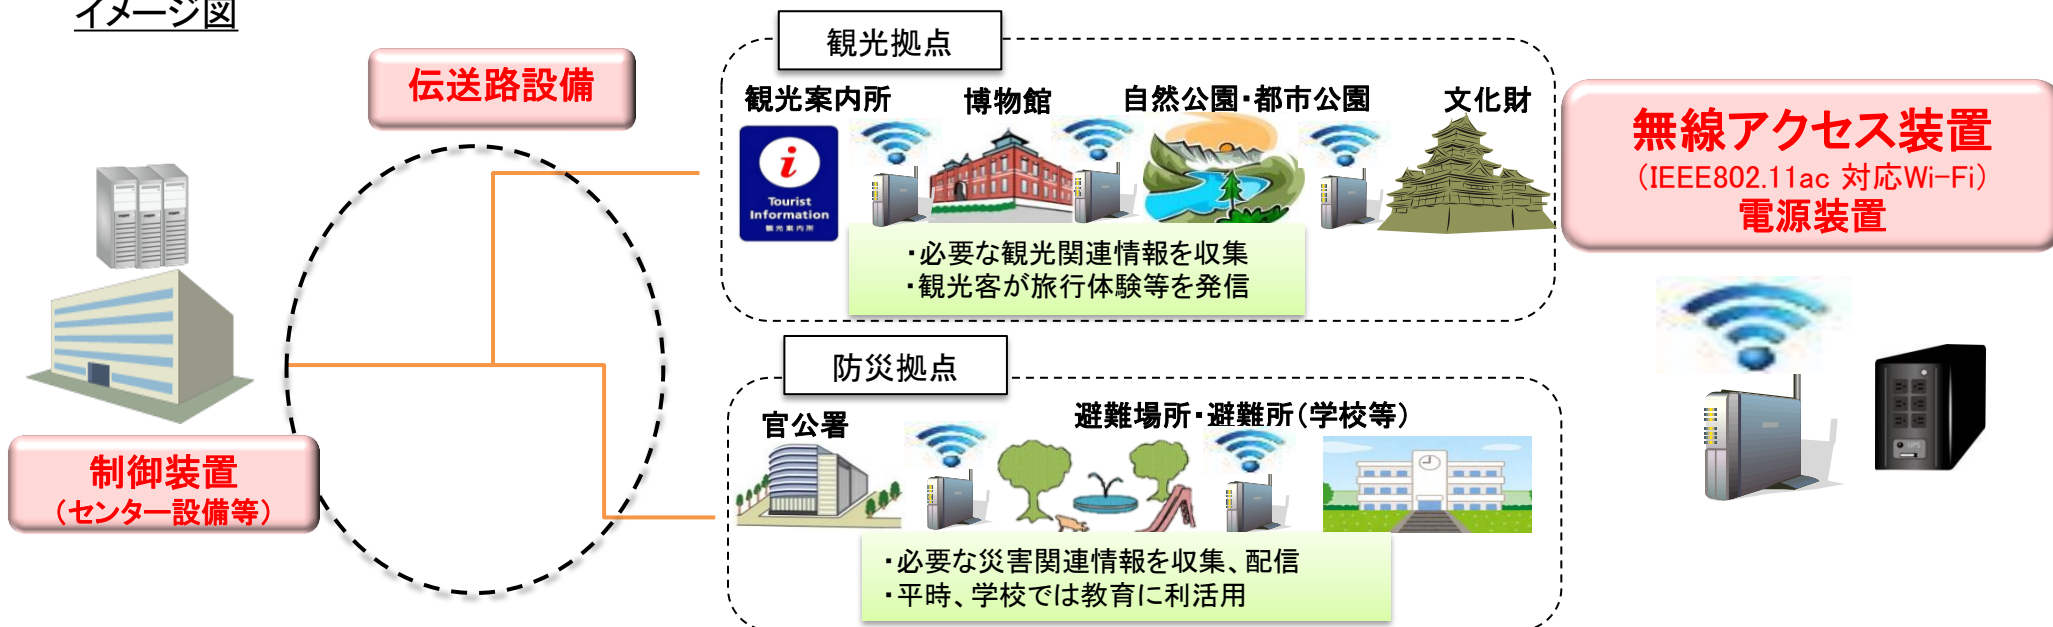 イメージ図
伝送路設備
制御装置
（センター設備等）
観光拠点
観光案内所
博物館
自然公園・都市公園
文化財
i
Tourist
Information
観光案内所
・必要な観光関連情報を収集
・観光客が旅行体験等を発信
防災拠点
官公署
避難場所・避難所（学校等）
・必要な災害関連情報を収集、配信
・平時、学校では教育に利活用
無線アクセス装置
（IEEE802.11ac 対応Wi-Fi）
電源装置
UPS